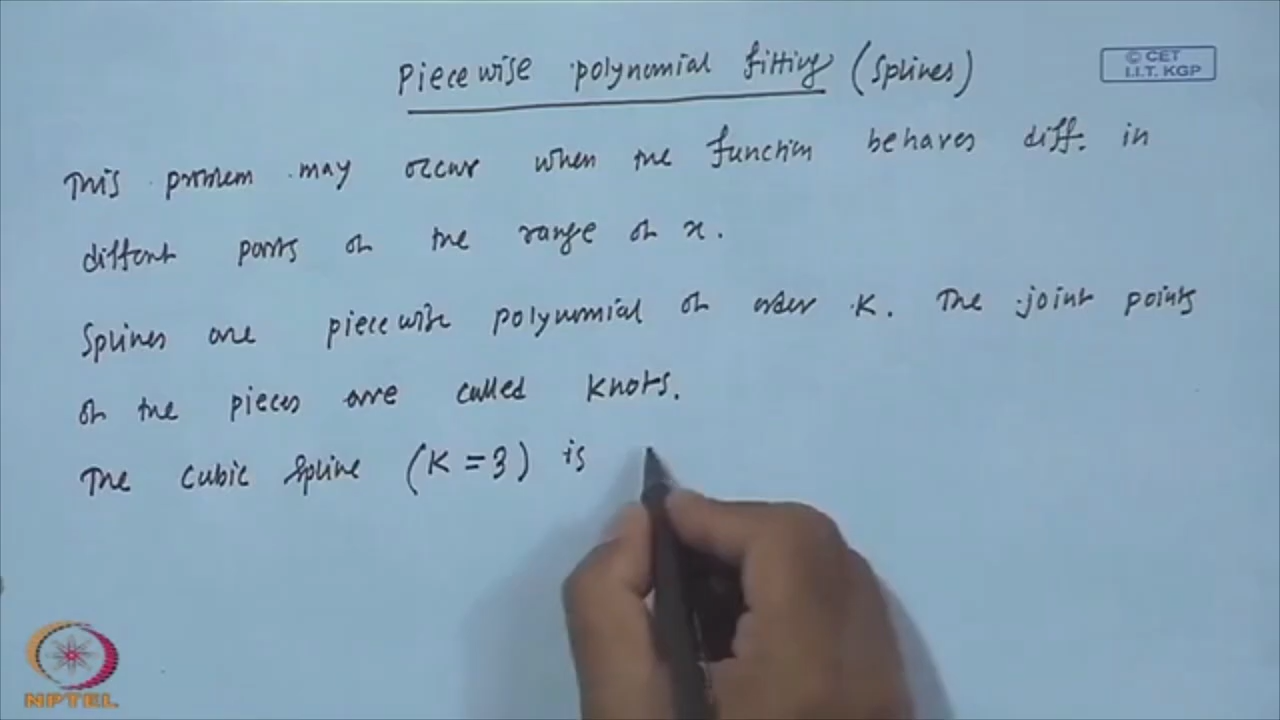 Piecewise polynomial fitting (Splines)
© CET
I.I.T. KGP
This problem may occur when the function behaves diff. in
diffent parts of the range of x.
Splines are piecewise polynomial of order K. The joint points
of the pieces are called Knots.
The Cubic Spline (K = 3) is
NPTEL